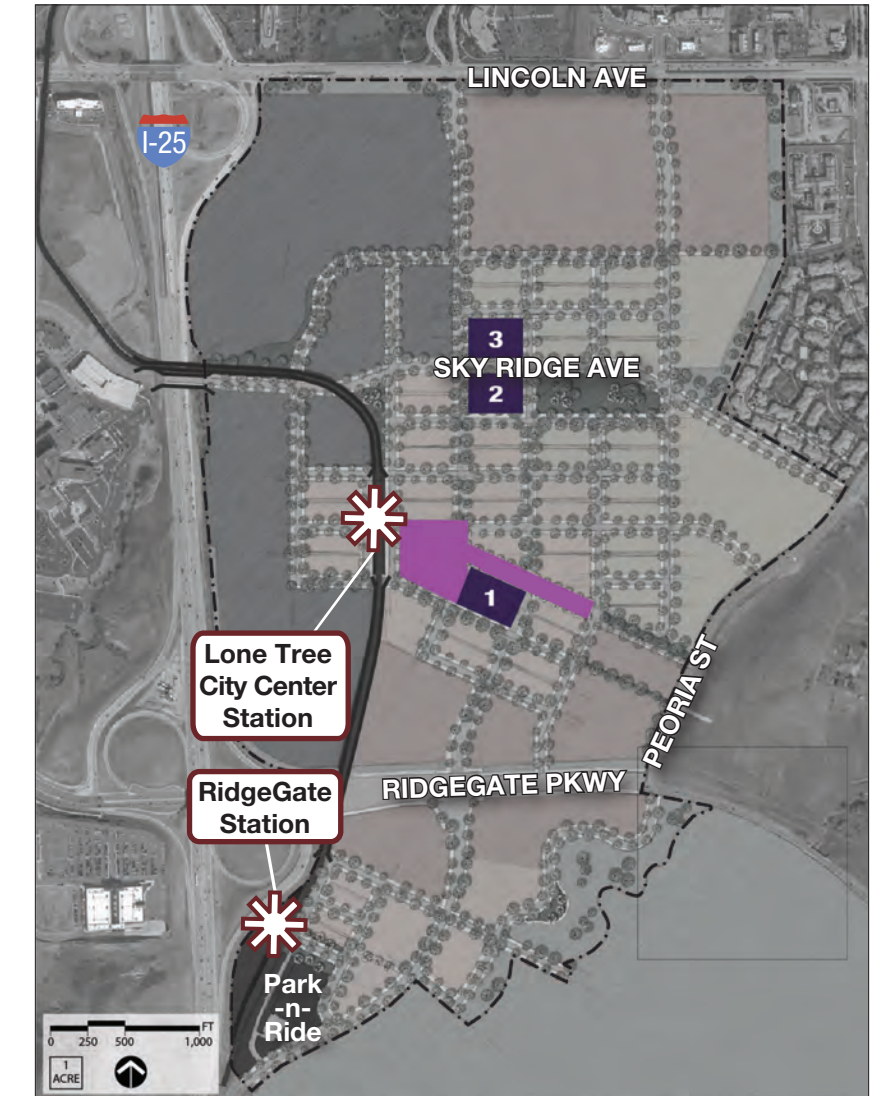 LINCOLN AVE
I-25
3
SKY RIDGE AVE
2
1
Lone Tree
City Center
Station
PEORIA ST
RIDGEGATE PKWY
RidgeGate
Station
Park
-n-
Ride
FT
0 250 500 1,000
1
ACRE